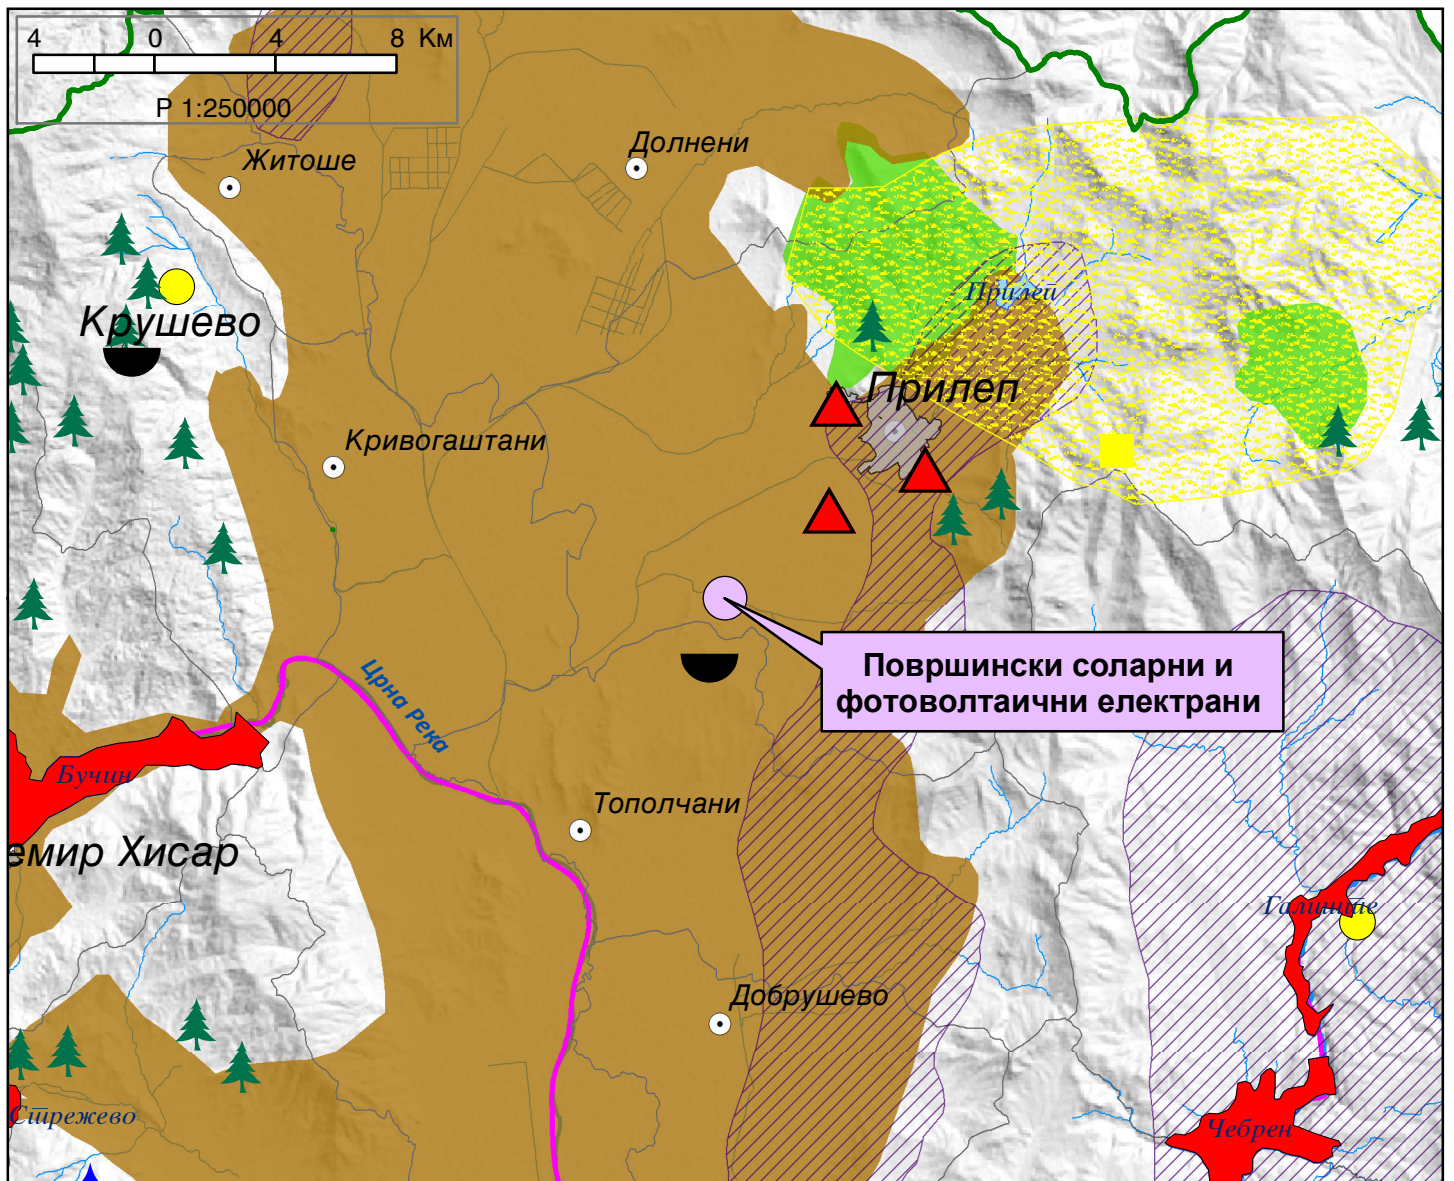 4 0 4 8 Км
Р 1:250000
Житоше
Долнени
Прилеп
Крушево
Прилеп
Кривогаштани
Површински соларни и
фотоволтаични електрани
Црна Река
Бучин
Тополчани
емир Хисар
Галиште
Добрушево
Стрежево
Чебрен